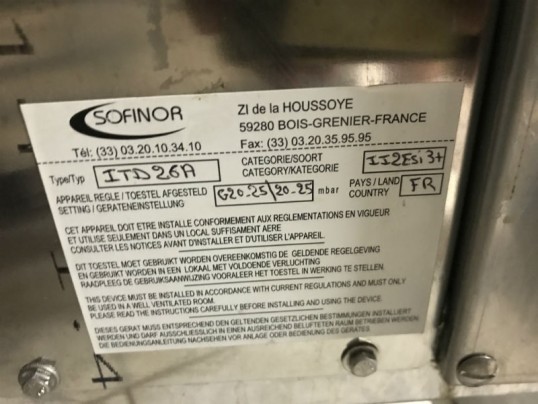 SOFINOR
ZI de la HOUSSOYE
59280 BOIS-GRENIER-FRANCE
Tél: (33) 03.20.10.34.10
Fax: (33) 03.20.35.95.95
Type/Typ ITD26A
CATEGORIE/SOORT
CATEGORY/KATEGORIE II2Esi3+
APPAREIL REGLE / TOESTEL AFGESTELD
SETTING / GERATENEINSTELLUNG G20-25/20-25 mbar
PAYS / LAND
COUNTRY FR
CET APPAREIL DOIT ETRE INSTALLE CONFORMEMENT AUX REGLEMENTATIONS EN VIGUEUR
ET UTILISE SEULEMENT DANS UN LOCAL SUFFISAMENT AERE
CONSULTER LES NOTICES AVANT D'INSTALLER ET D'UTILISER L'APPAREIL.
DIT TOESTEL MOET GEBRUIKT WORDEN OVEREENKOMSTIG DE GELDENDE REGELGEVING
EN GEBRUIKT WORDEN IN EEN LOKAAL MET VOLDOENDE VERLUCHTING
RAADPLEEG DE GEBRUIKSAANWIJZING VOORALEER HET TOESTEL IN WERKING TE STELLEN.
THIS DEVICE MUST BE INSTALLED IN ACCORDANCE WITH CURRENT REGULATIONS AND MUST ONLY
BE USED IN A WELL VENTILATED ROOM.
PLEASE READ THE INSTRUCTIONS CAREFULLY BEFORE INSTALLING AND USING THE DEVICE.
DIESES GERAT MUSS ENTSPRECHEND DEN GELTENDEN GESETZLICHEN BESTIMMUNGEN INSTALLIERT
WERDEN UND DARF AUSSCHLIESSLICH IN EINEN AUSREICHEND BELUFTETEN RAUM BETRIEBEN WERDEN.
DIE BEDIENUNGSANLEITUNG NACHSEHEN VOR ANLAGE ODER BEDIENUNG DES GERATES.